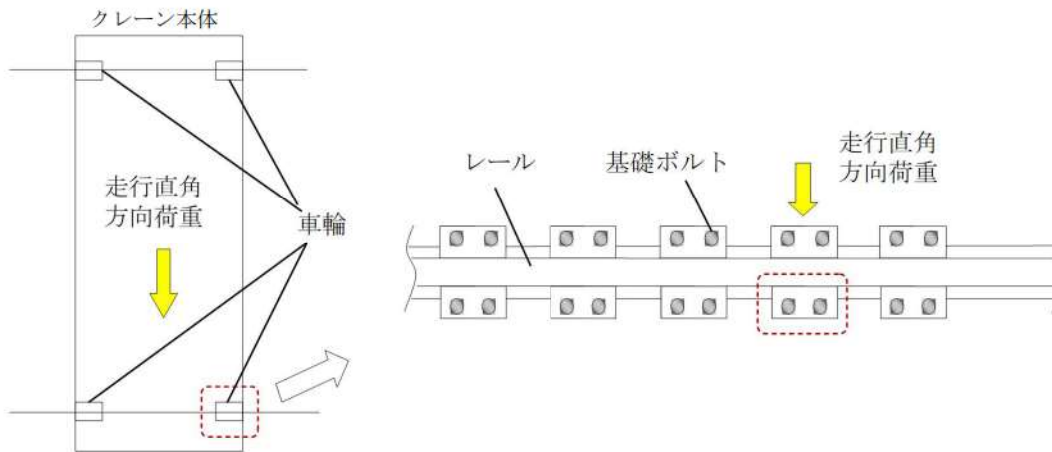 クレーン本体
走行直角
方向荷重
車輪
レール
基礎ボルト
走行直角
方向荷重